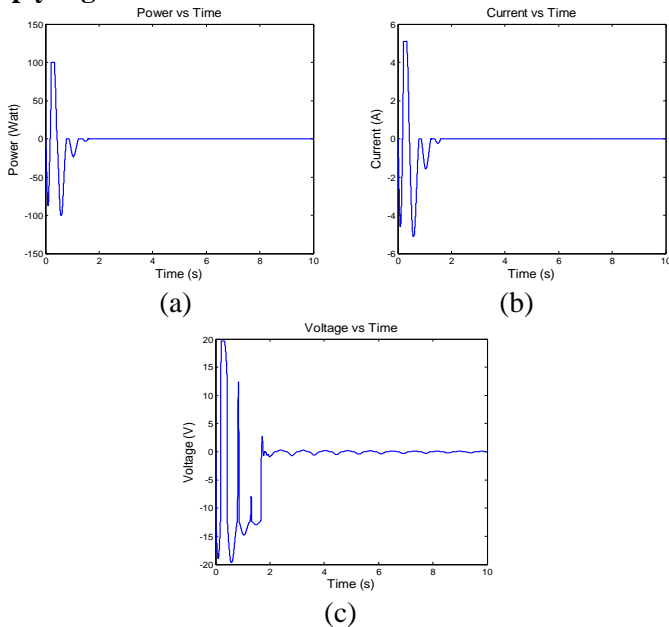 Power vs Time
150
100
50
0
-50
-100
-150
0 2 4 6 8 10
Power (Watt)
Time (s)
(a)
Current vs Time
6
4
2
0
-2
-4
-6
0 2 4 6 8 10
Current (A)
Time (s)
(b)
Voltage vs Time
20
15
10
5
0
-5
-10
-15
-20
0 2 4 6 8 10
Voltage (V)
Time (s)
(c)